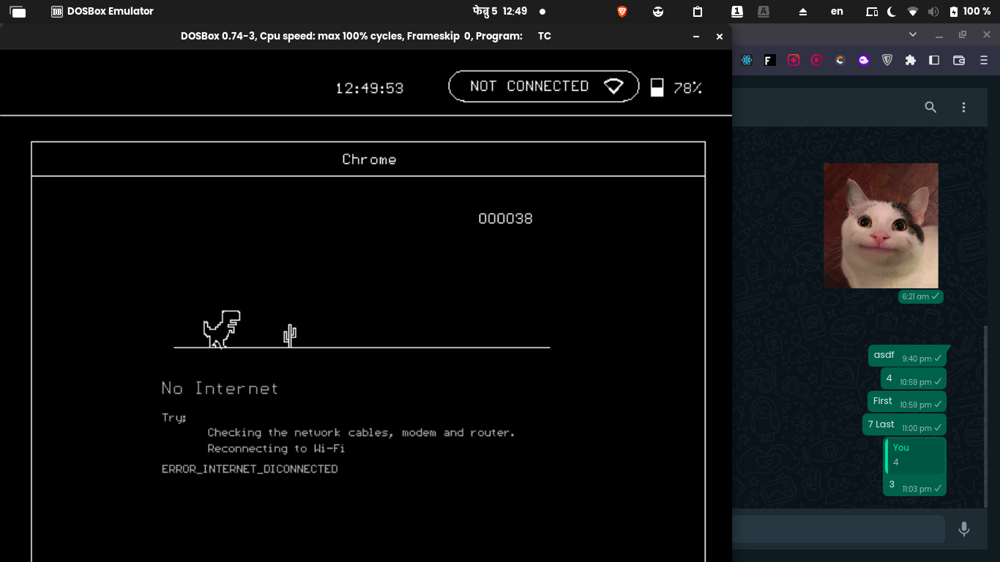 DOSBox Emulator
फेब्रु 5 12:49
1
A
en
100 %
DOSBox 0.74-3, Cpu speed: max 100% cycles, Frameskip 0, Program: TC
12:49:53
NOT CONNECTED
78%
Chrome
000038
No Internet
Try;
Checking the network cables, modem and router.
Reconnecting to Wi-Fi
ERROR_INTERNET_DICONNECTED
6:21 am
asdf 9:40 pm
4 10:59 pm
First 10:59 pm
7 Last 11:00 pm
You
4
3 11:03 pm